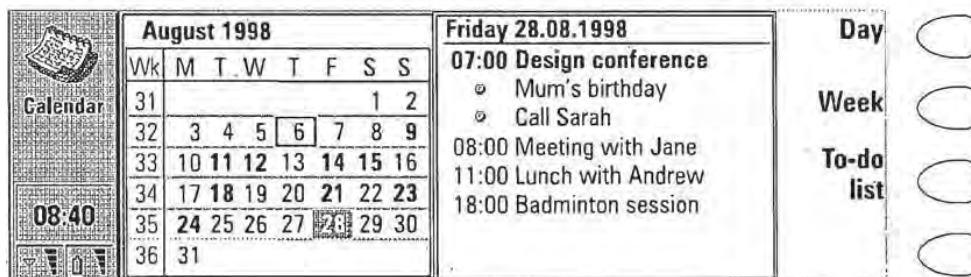 Calendar
08:40
August 1998
Wk M T W T F S S
31 1 2
32 3 4 5 6 7 8 9
33 10 11 12 13 14 15 16
34 17 18 19 20 21 22 23
35 24 25 26 27 28 29 30
36 31
Friday 28.08.1998
07:00 Design conference
Mum's birthday
Call Sarah
08:00 Meeting with Jane
11:00 Lunch with Andrew
18:00 Badminton session
Day
Week
To-do
list